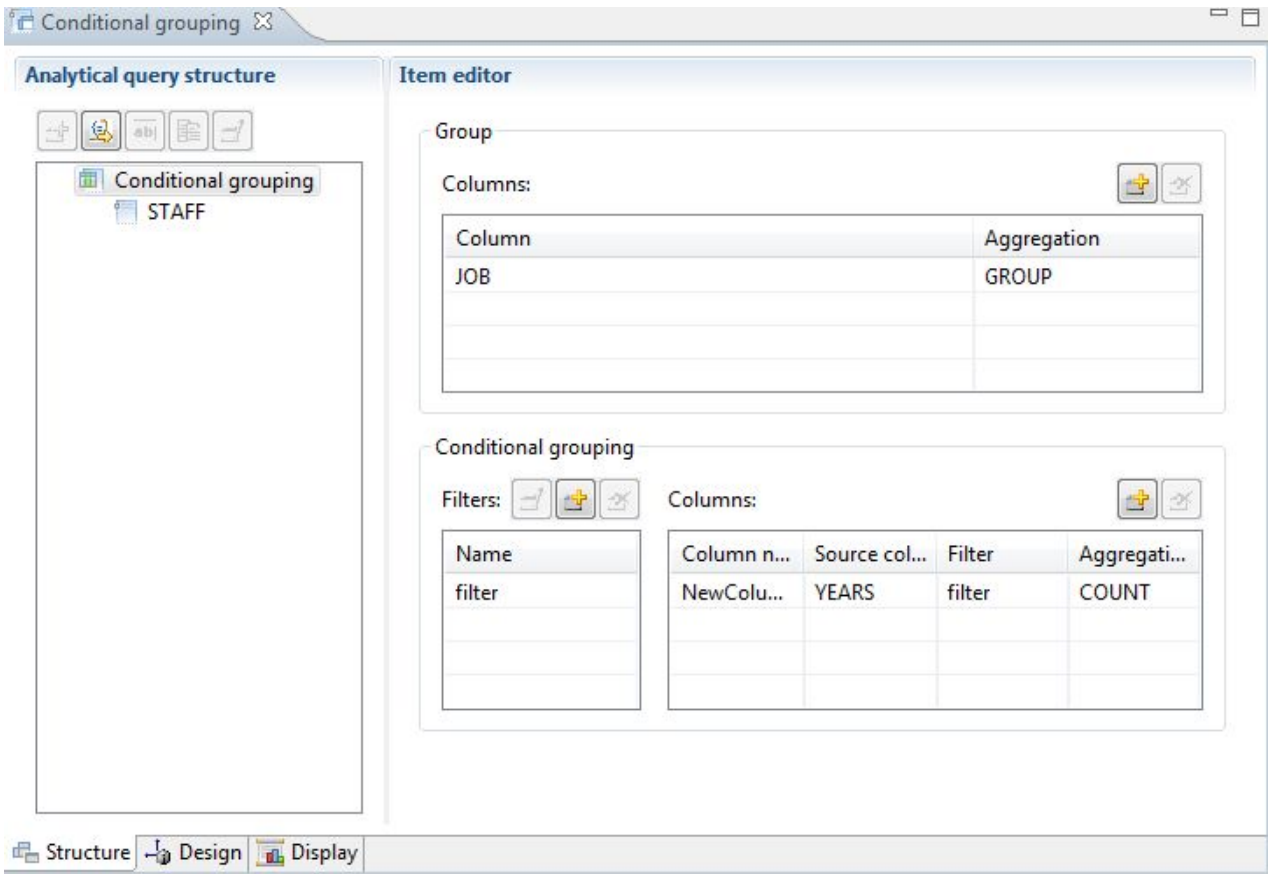 Conditional grouping
Analytical query structure
Item editor
ab|
Conditional grouping
STAFF
Group
Columns:
Column Aggregation
JOB GROUP
Conditional grouping
Filters: Columns:
Name
filter
Column n... Source col... Filter Aggregati...
NewColu... YEARS filter COUNT
Structure Design Display